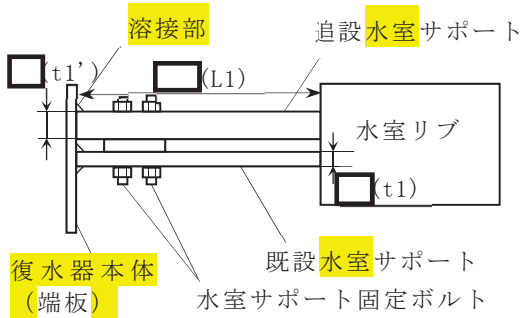 溶接部
追設水室サポート
(t1')
(L1)
水室リブ
(t1)
既設水室サポート
復水器本体
(端板)
水室サポート固定ボルト